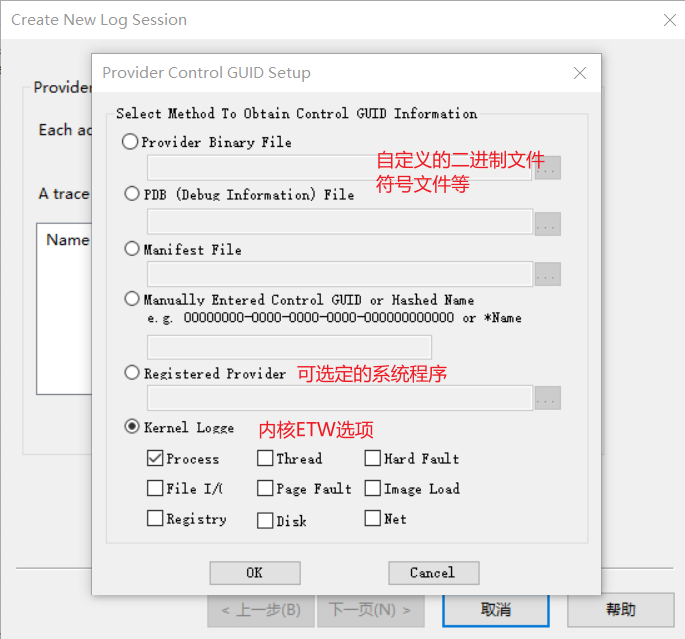 Create New Log Session
Provider
Provider Control GUID Setup
Each ac
A trace
Name
Select Method To Obtain Control GUID Information
Provider Binary File
自定义的二进制文件
符号文件等
...
PDB (Debug Information) File
...
Manifest File
...
Manually Entered Control GUID or Hashed Name
e.g. 00000000-0000-0000-0000-000000000000 or *Name
Registered Provider 可选定的系统程序
...
Kernel Logge 内核ETW选项
Process Thread Hard Fault
File I/( Page Fault Image Load
Registry Disk Net
OK Cancel
< 上一步(B) 下一页(N) > 取消 帮助